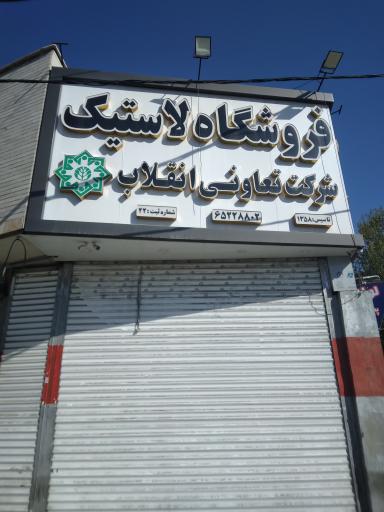 فروشگاه لاستیک
شرکت تعاونی انقلاب
تاسیس: ۱۳۵۸ ۶۵۲۲۸۸۰۲ شماره ثبت: ۲۲۰